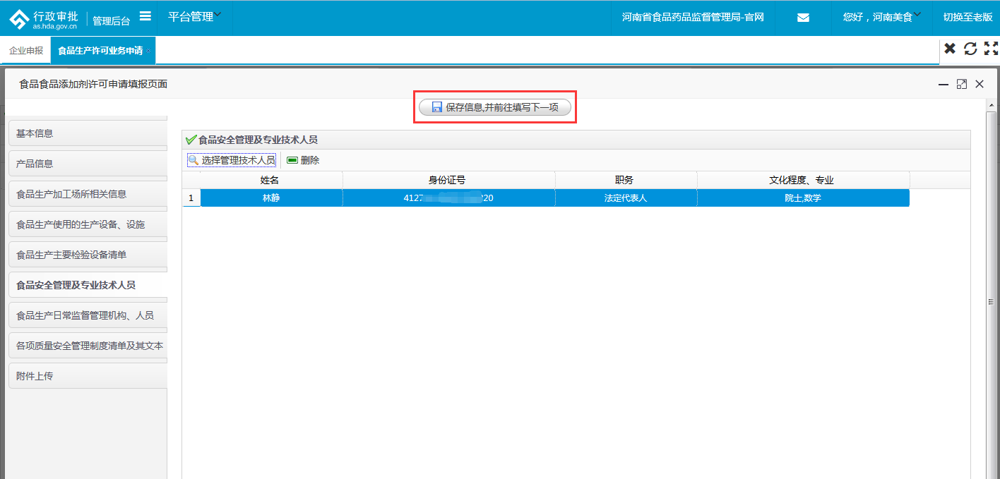 行政审批
as.hda.gov.cn
管理后台
平台管理
河南省食品药品监督管理局-官网
您好，河南美食
切换至老版
企业申报
食品生产许可业务申请
食品食品添加剂许可申请填报页面
保存信息,并前往填写下一项
基本信息
产品信息
食品生产加工场所相关信息
食品生产使用的生产设备、设施
食品生产主要检验设备清单
食品安全管理及专业技术人员
食品生产日常监督管理机构、人员
各项质量安全管理制度清单及其文本
附件上传
食品安全管理及专业技术人员
选择管理技术人员 删除
姓名 身份证号 职务 文化程度、专业
1 林静 4127 20 法定代表人 院士,数学